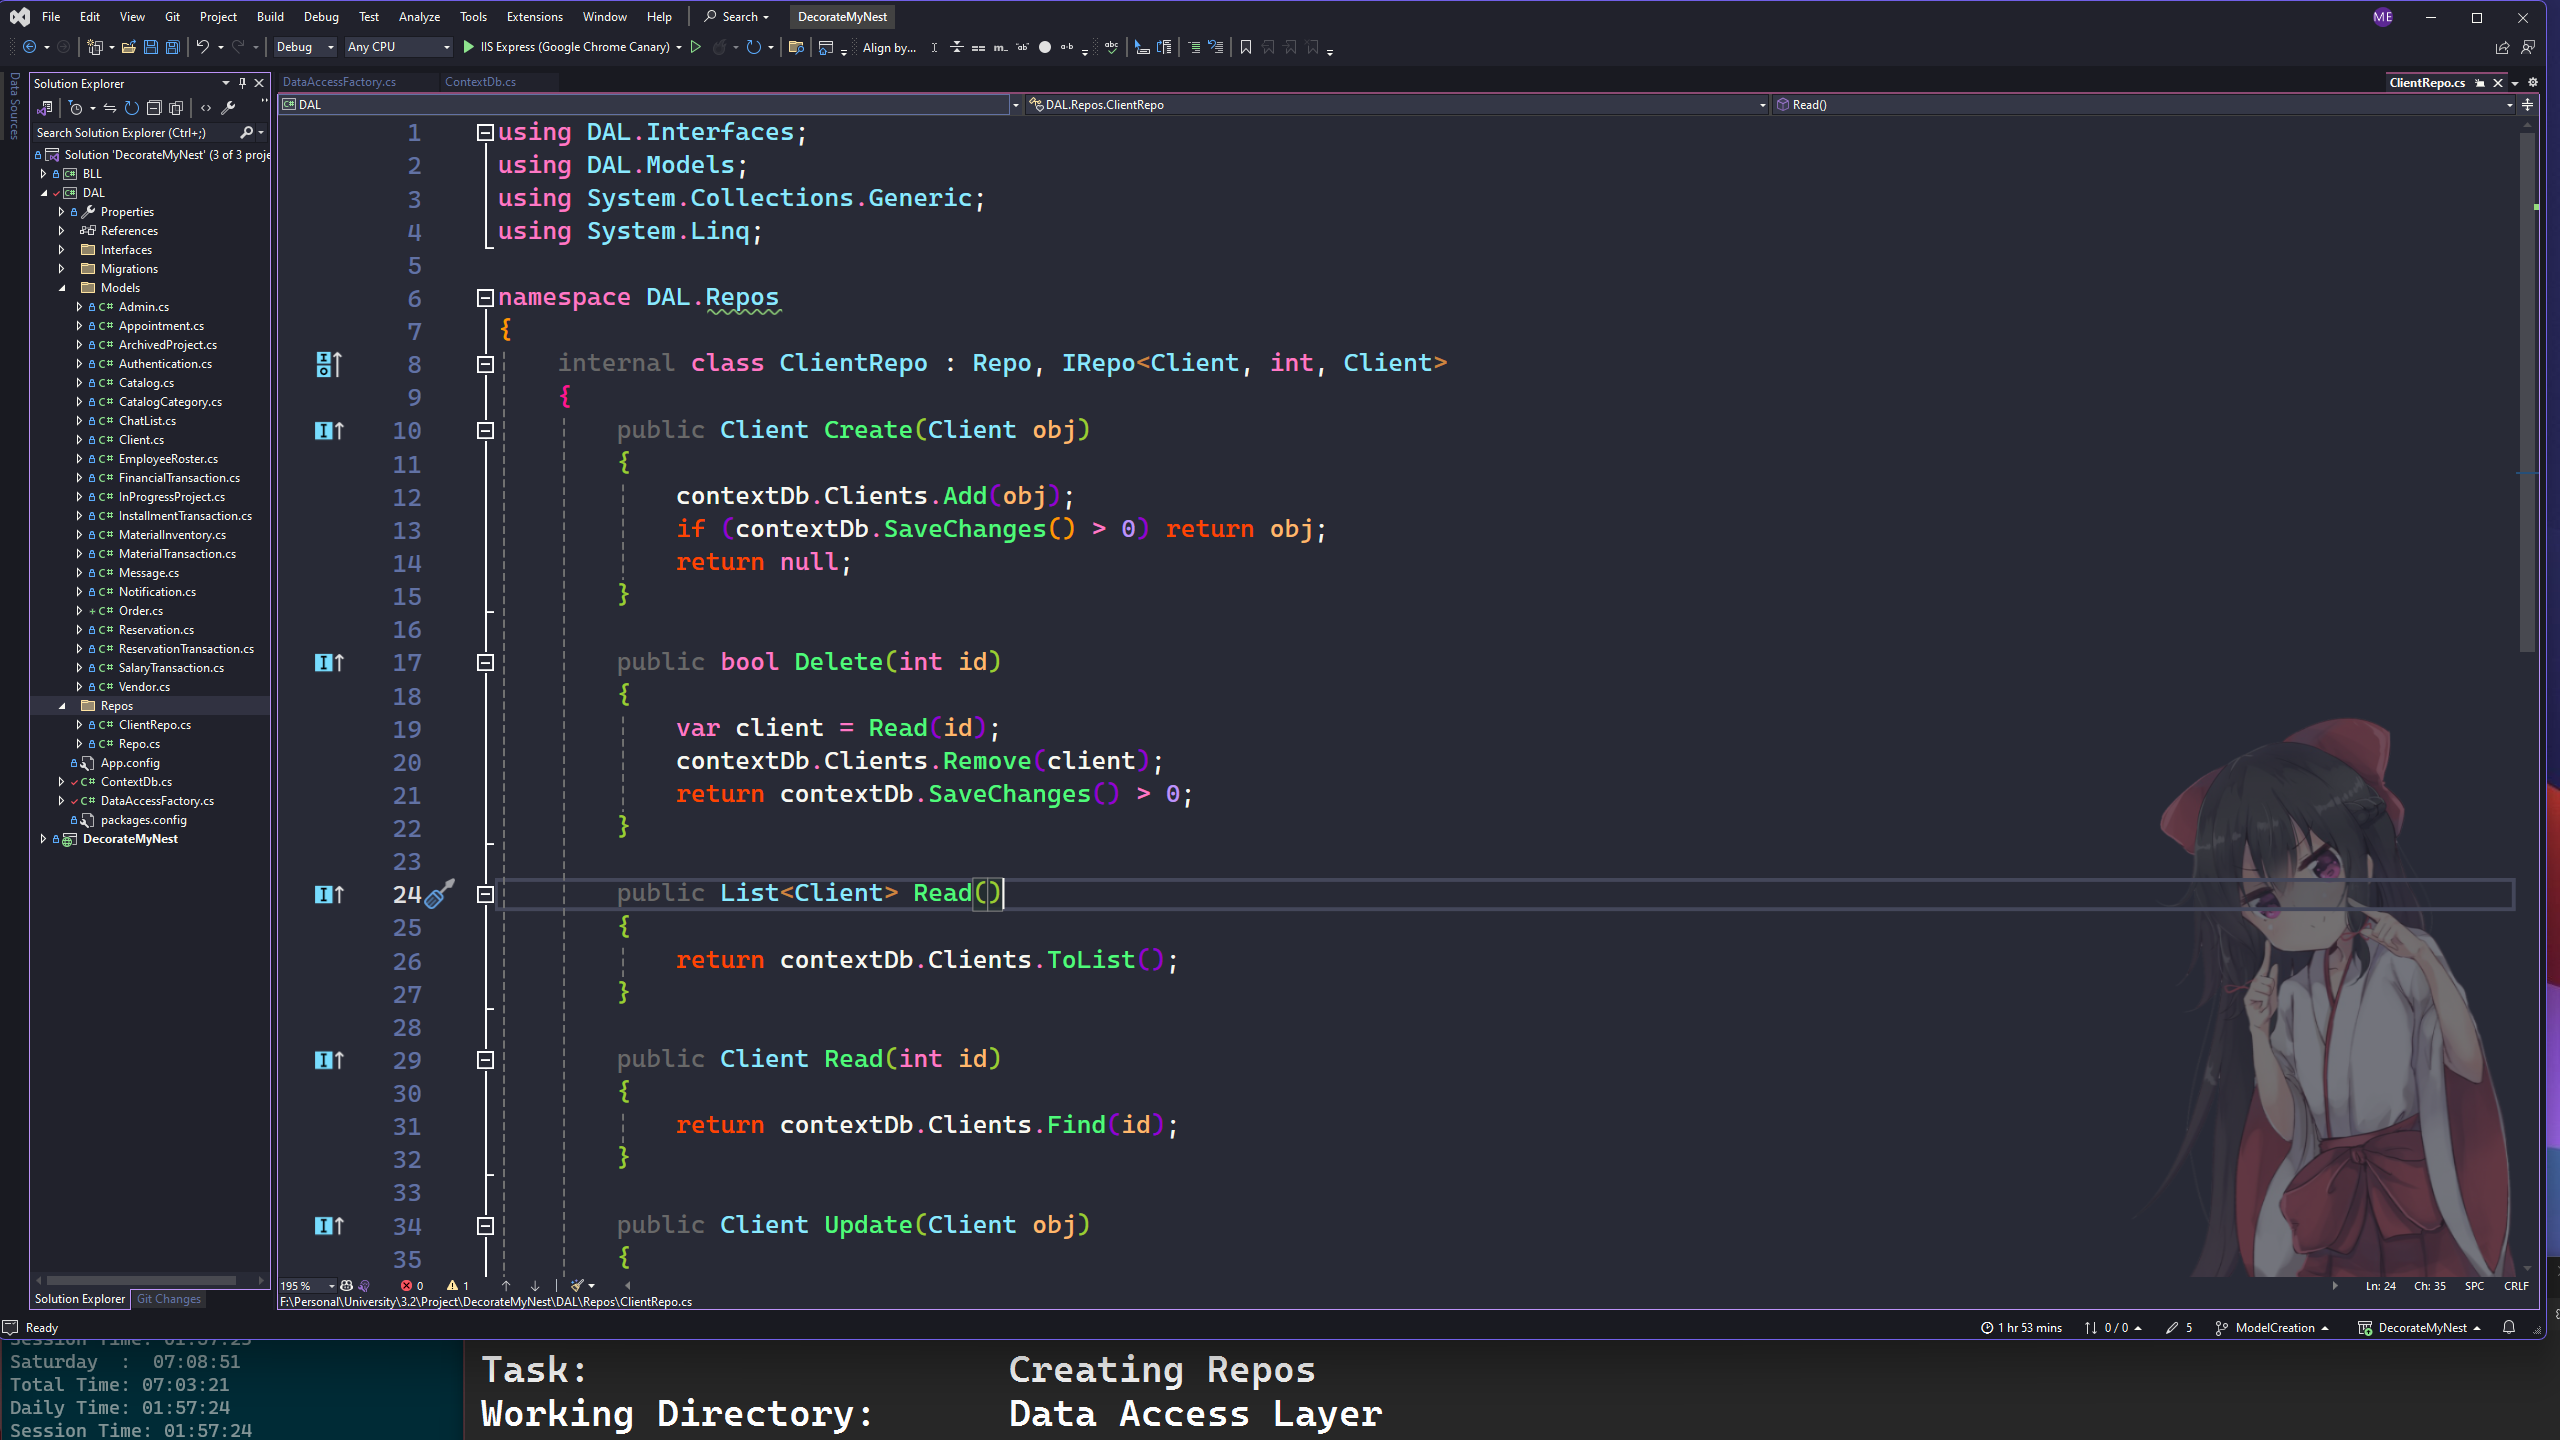 File Edit View Git Project Build Debug Test Analyze Tools Extensions Window Help Search DecorateMyNest ME
Debug Any CPU IIS Express (Google Chrome Canary) Align by...
Data Sources
Solution Explorer
Search Solution Explorer (Ctrl+;)
Solution 'DecorateMyNest' (3 of 3 proje
BLL
DAL
Properties
References
Interfaces
Migrations
Models
Admin.cs
Appointment.cs
ArchivedProject.cs
Authentication.cs
Catalog.cs
CatalogCategory.cs
ChatList.cs
Client.cs
EmployeeRoster.cs
FinancialTransaction.cs
InProgressProject.cs
InstallmentTransaction.cs
MaterialInventory.cs
MaterialTransaction.cs
Message.cs
Notification.cs
Order.cs
Reservation.cs
ReservationTransaction.cs
SalaryTransaction.cs
Vendor.cs
Repos
ClientRepo.cs
Repo.cs
App.config
ContextDb.cs
DataAccessFactory.cs
packages.config
DecorateMyNest
Solution Explorer Git Changes
DataAccessFactory.cs ContextDb.cs ClientRepo.cs
DAL DAL.Repos.ClientRepo Read()
1 using DAL.Interfaces;
2 using DAL.Models;
3 using System.Collections.Generic;
4 using System.Linq;
5
6 namespace DAL.Repos
7 {
8 internal class ClientRepo : Repo, IRepo<Client, int, Client>
9 {
10 public Client Create(Client obj)
11 {
12 contextDb.Clients.Add(obj);
13 if (contextDb.SaveChanges() > 0) return obj;
14 return null;
15 }
16
17 public bool Delete(int id)
18 {
19 var client = Read(id);
20 contextDb.Clients.Remove(client);
21 return contextDb.SaveChanges() > 0;
22 }
23
24 public List<Client> Read()
25 {
26 return contextDb.Clients.ToList();
27 }
28
29 public Client Read(int id)
30 {
31 return contextDb.Clients.Find(id);
32 }
33
34 public Client Update(Client obj)
35 {
195 % 0 1 Ln: 24 Ch: 35 SPC CRLF
F:\Personal\University\3.2\Project\DecorateMyNest\DAL\Repos\ClientRepo.cs
Ready 1 hr 53 mins 0 / 0 5 ModelCreation DecorateMyNest
Session Time: 01:57:23
Saturday : 07:08:51
Total Time: 07:03:21
Daily Time: 01:57:24
Session Time: 01:57:24
Task: Creating Repos
Working Directory: Data Access Layer